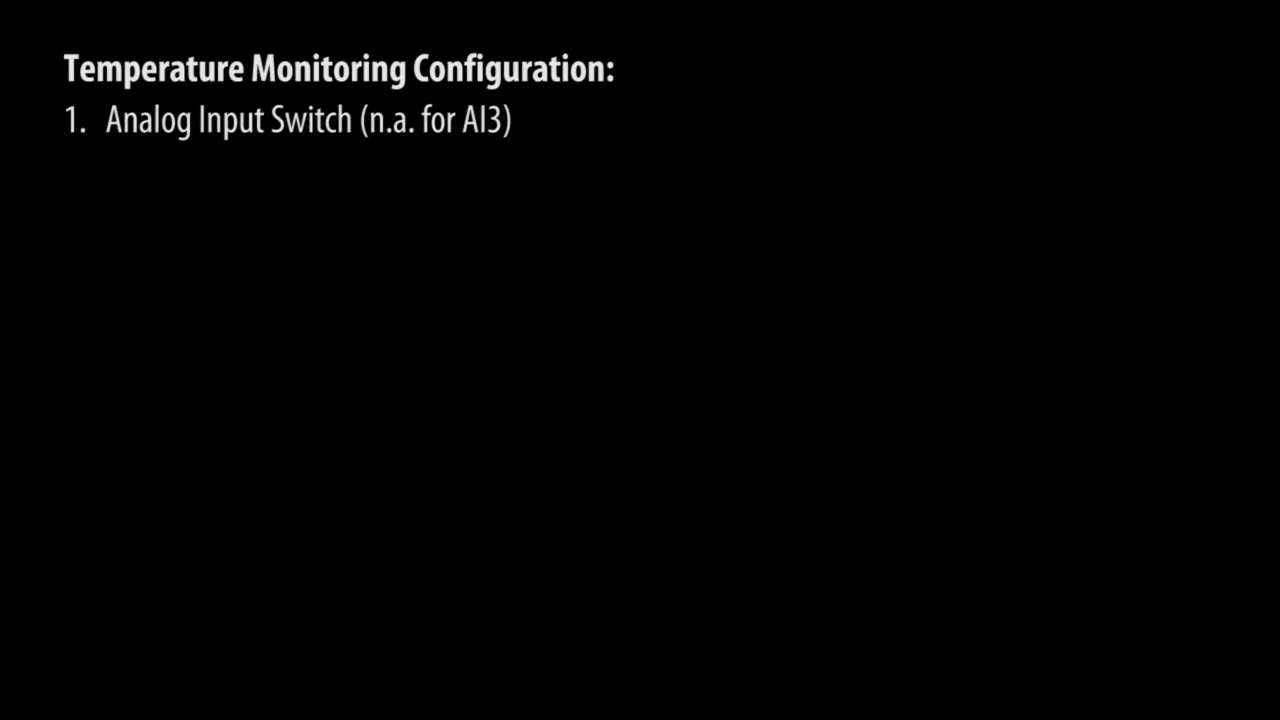 Temperature Monitoring Configuration:
1. Analog Input Switch (n.a. for AI3)